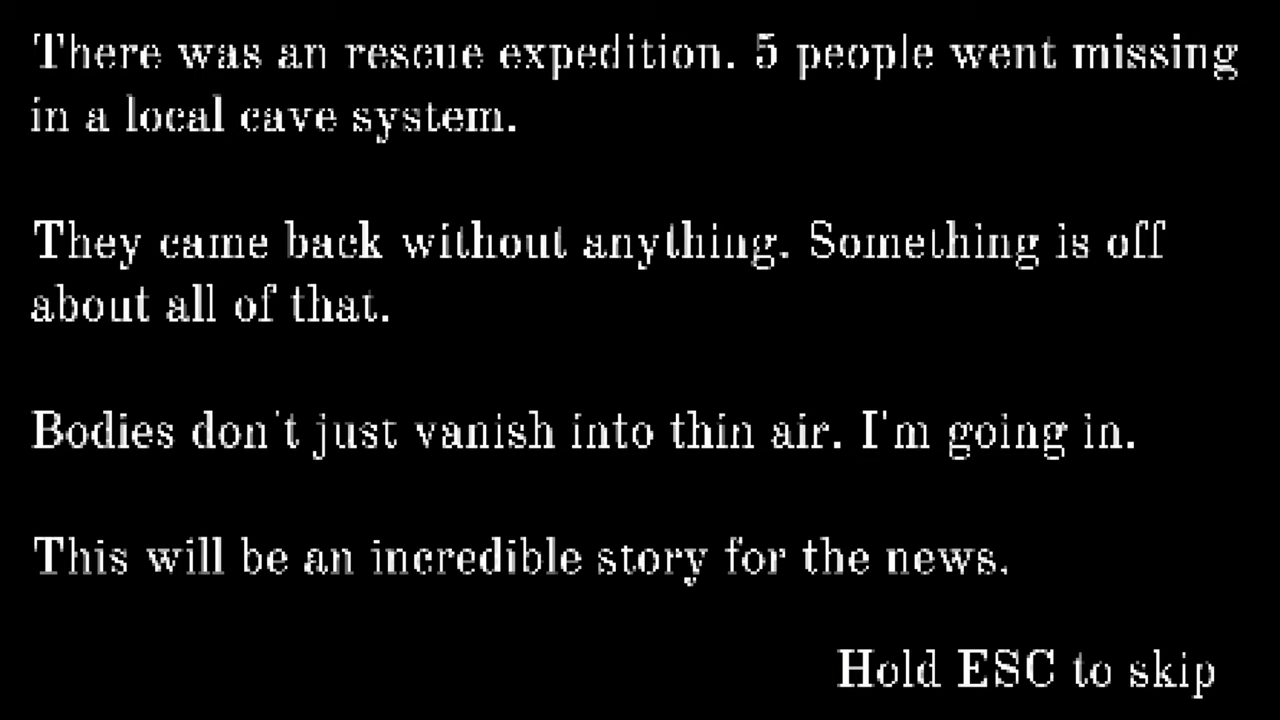 There was an rescue expedition. 5 people went missing
in a local cave system.
They came back without anything. Something is off
about all of that.
Bodies don't just vanish into thin air. I'm going in.
This will be an incredible story for the news.
Hold ESC to skip